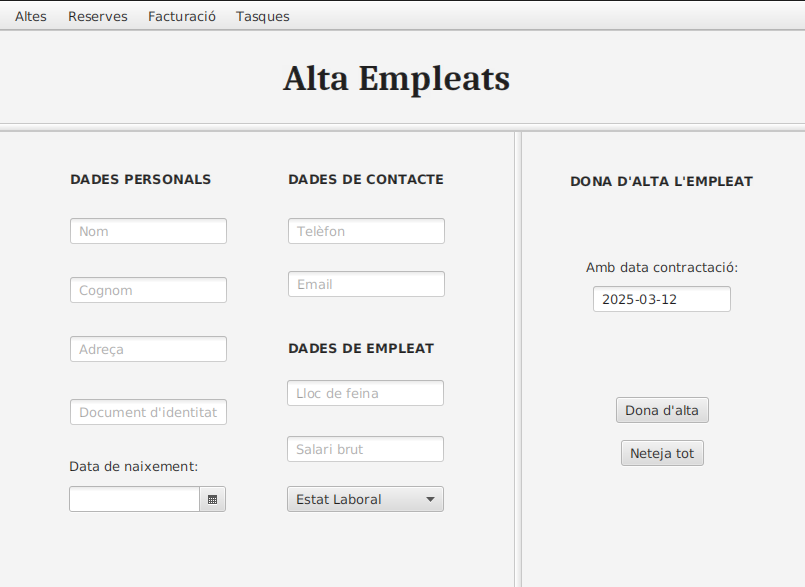 Altes Reserves Facturació Tasques
Alta Empleats
DADES PERSONALS
Nom
Cognom
Adreça
Document d'identitat
Data de naixement:
DADES DE CONTACTE
Telèfon
Email
DADES DE EMPLEAT
Lloc de feina
Salari brut
Estat Laboral
DONA D'ALTA L'EMPLEAT
Amb data contractació:
2025-03-12
Dona d'alta
Neteja tot